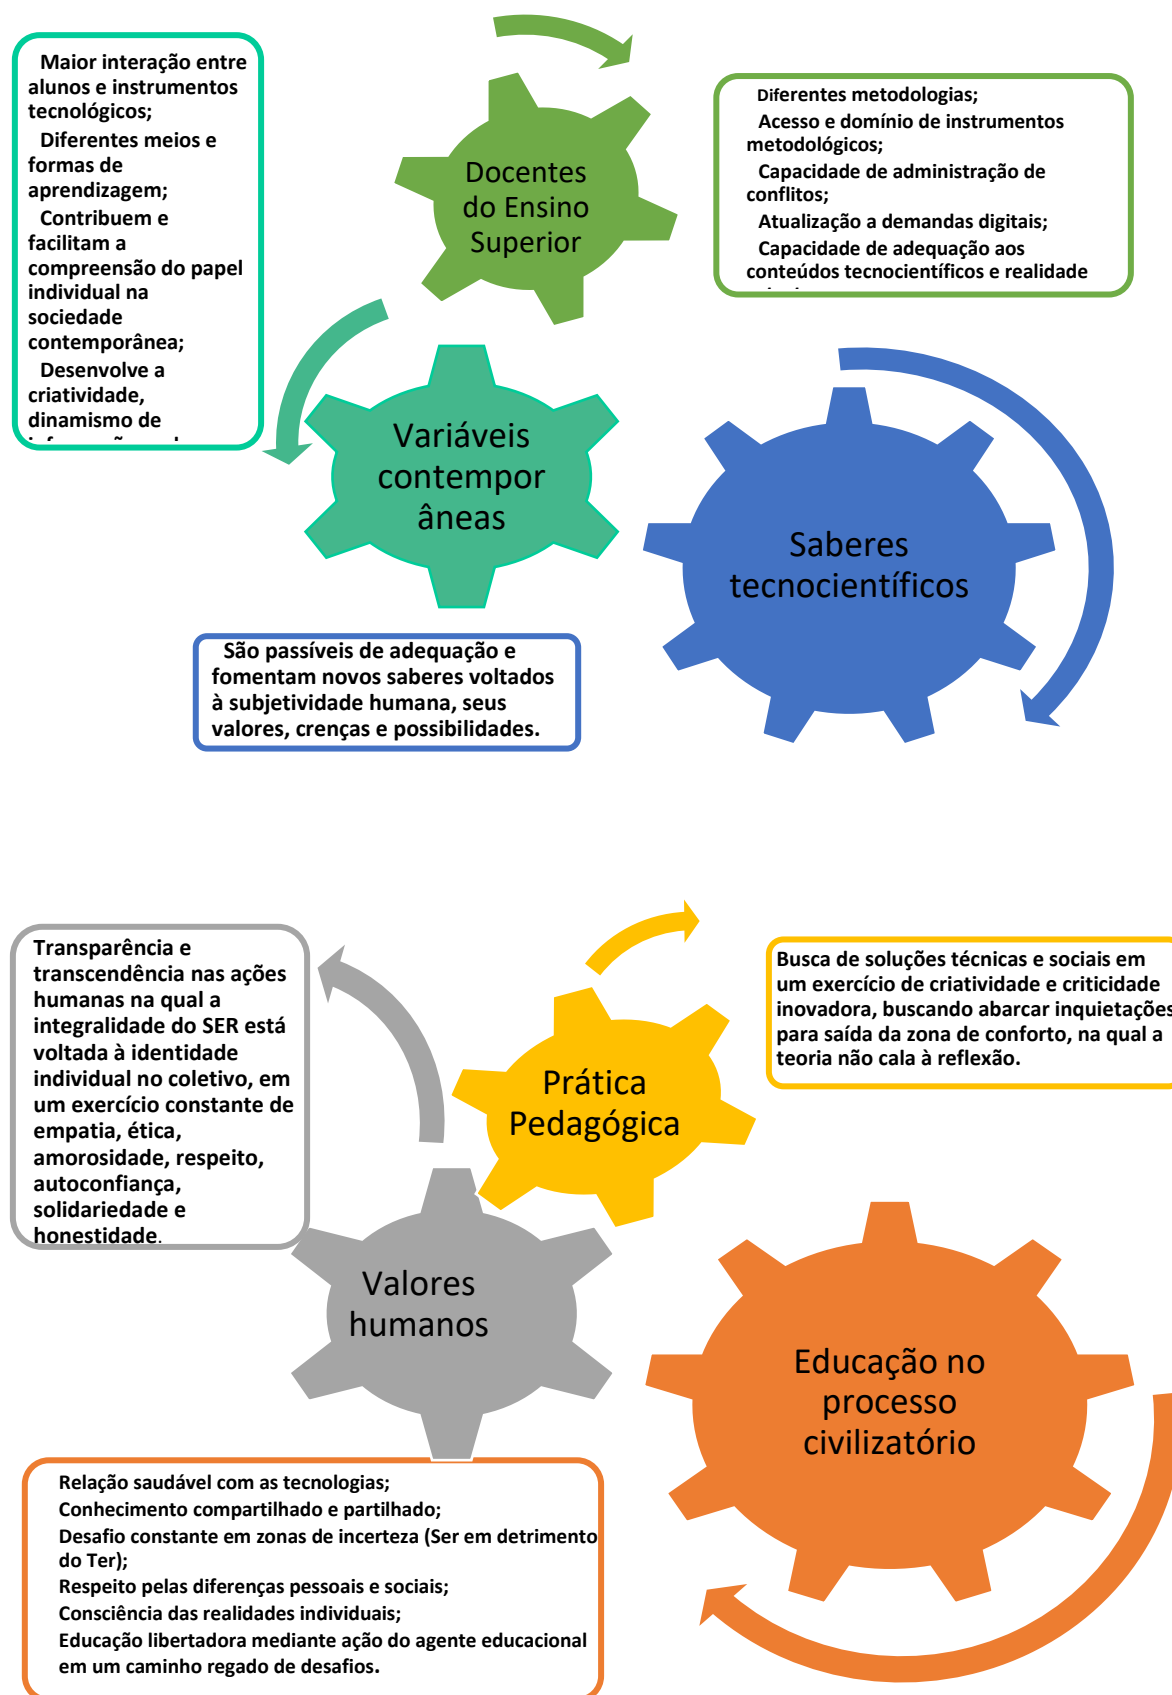 Maior interação entre
alunos e instrumentos
tecnológicos;
Diferentes meios e
formas de
aprendizagem;
Contribuem e
facilitam a
compreensão do papel
individual na
sociedade
contemporânea;
Desenvolve a
criatividade,
dinamismo de
Docentes
do Ensino
Superior
Diferentes metodologias;
Acesso e domínio de instrumentos
metodológicos;
Capacidade de administração de
conflitos;
Atualização a demandas digitais;
Capacidade de adequação aos
conteúdos tecnocientíficos e realidade
Variáveis
contempor
âneas
Saberes
tecnocientíficos
São passíveis de adequação e
fomentam novos saberes voltados
à subjetividade humana, seus
valores, crenças e possibilidades.
Transparência e
transcendência nas ações
humanas na qual a
integralidade do SER está
voltada à identidade
individual no coletivo, em
um exercício constante de
empatia, ética,
amorosidade, respeito,
autoconfiança,
solidariedade e
honestidade.
Prática
Pedagógica
Busca de soluções técnicas e sociais em
um exercício de criatividade e criticidade
inovadora, buscando abarcar inquietações
para saída da zona de conforto, na qual a
teoria não cala à reflexão.
Valores
humanos
Educação no
processo
civilizatório
Relação saudável com as tecnologias;
Conhecimento compartilhado e partilhado;
Desafio constante em zonas de incerteza (Ser em detrimento
do Ter);
Respeito pelas diferenças pessoais e sociais;
Consciência das realidades individuais;
Educação libertadora mediante ação do agente educacional
em um caminho regado de desafios.